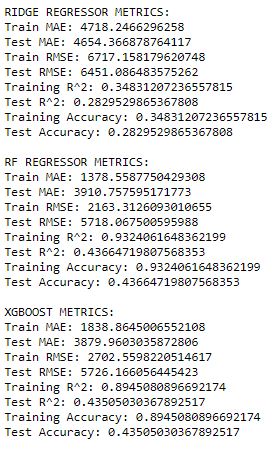 RIDGE REGRESSOR METRICS:
Train MAE: 4718.2466296258
Test MAE: 4654.366878764117
Train RMSE: 6717.158179620748
Test RMSE: 6451.086483575262
Training R^2: 0.34831207236557815
Test R^2: 0.2829529865367808
Training Accuracy: 0.34831207236557815
Test Accuracy: 0.2829529865367808
RF REGRESSOR METRICS:
Train MAE: 1378.5587750429308
Test MAE: 3910.757595171773
Train RMSE: 2163.3126093010655
Test RMSE: 5718.067500595988
Training R^2: 0.9324061648362199
Test R^2: 0.43664719807568353
Training Accuracy: 0.9324061648362199
Test Accuracy: 0.43664719807568353
XGBOOST METRICS:
Train MAE: 1838.8645006552108
Test MAE: 3879.9603035872806
Train RMSE: 2702.5598220514617
Test RMSE: 5726.166056445423
Training R^2: 0.8945080896692174
Test R^2: 0.43505030367892517
Training Accuracy: 0.8945080896692174
Test Accuracy: 0.43505030367892517